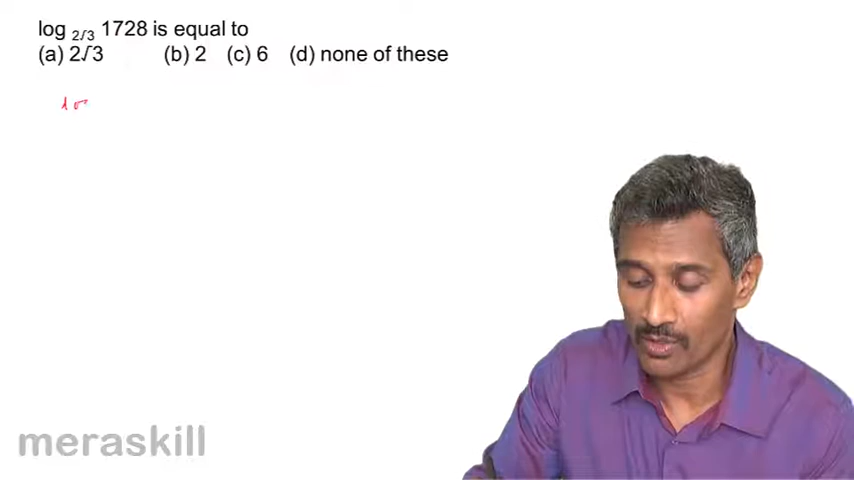 log 2√3 1728 is equal to
(a) 2√3 (b) 2 (c) 6 (d) none of these
meraskill